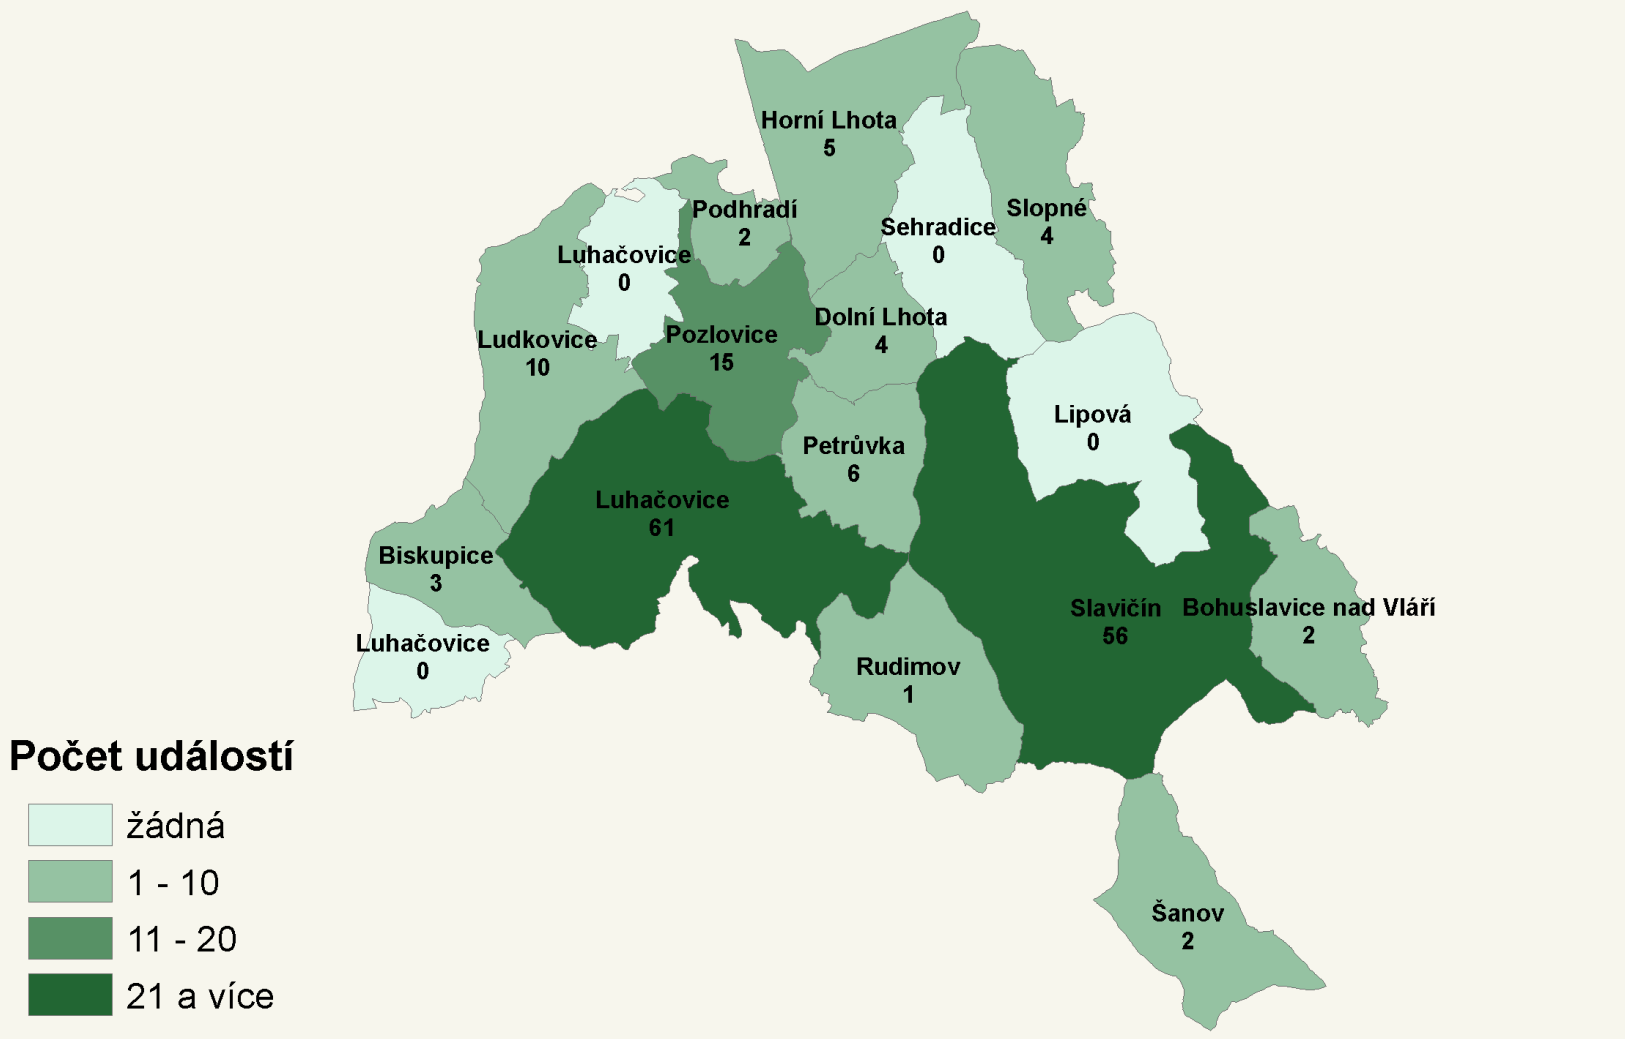 Horní Lhota
5
Podhradí
2
Slopné
4
Sehradice
0
Luhačovice
0
Dolní Lhota
4
Ludkovice
10
Pozlovice
15
Lipová
0
Petrůvka
6
Luhačovice
61
Biskupice
3
Slavičín
56
Bohuslavice nad Vláří
2
Luhačovice
0
Rudimov
1
Šanov
2
Počet událostí
žádná
1 - 10
11 - 20
21 a více